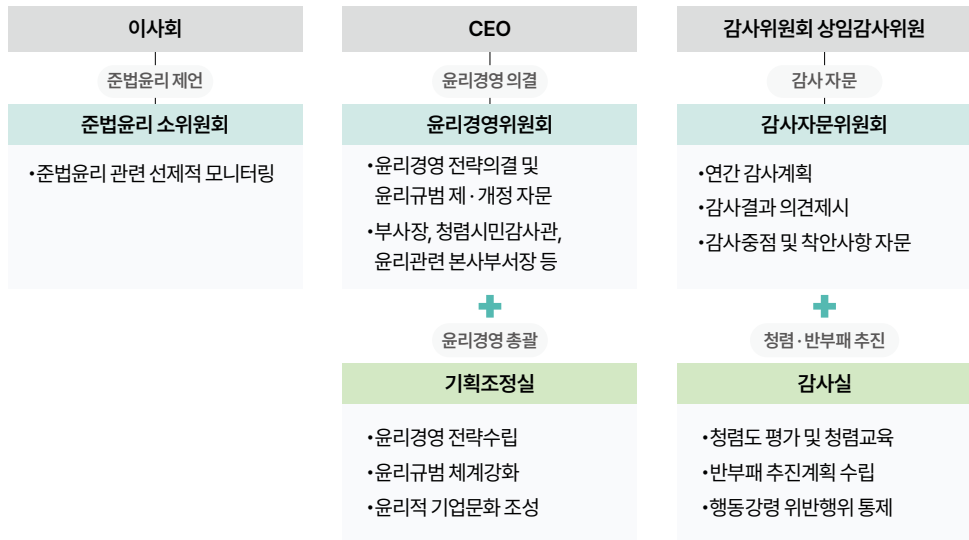 이사회
준법윤리 제언
준법윤리 소위원회
•준법윤리 관련 선제적 모니터링
CEO
윤리경영 의결
윤리경영위원회
•윤리경영 전략의결 및
윤리규범 제·개정 자문
•부사장, 청렴시민감사관,
윤리관련 본사부서장 등
윤리경영 총괄
기획조정실
•윤리경영 전략수립
•윤리규범 체계강화
•윤리적 기업문화 조성
감사위원회 상임감사위원
감사 자문
감사자문위원회
•연간 감사계획
•감사결과 의견제시
•감사중점 및 착안사항 자문
청렴·반부패 추진
감사실
•청렴도 평가 및 청렴교육
•반부패 추진계획 수립
•행동강령 위반행위 통제